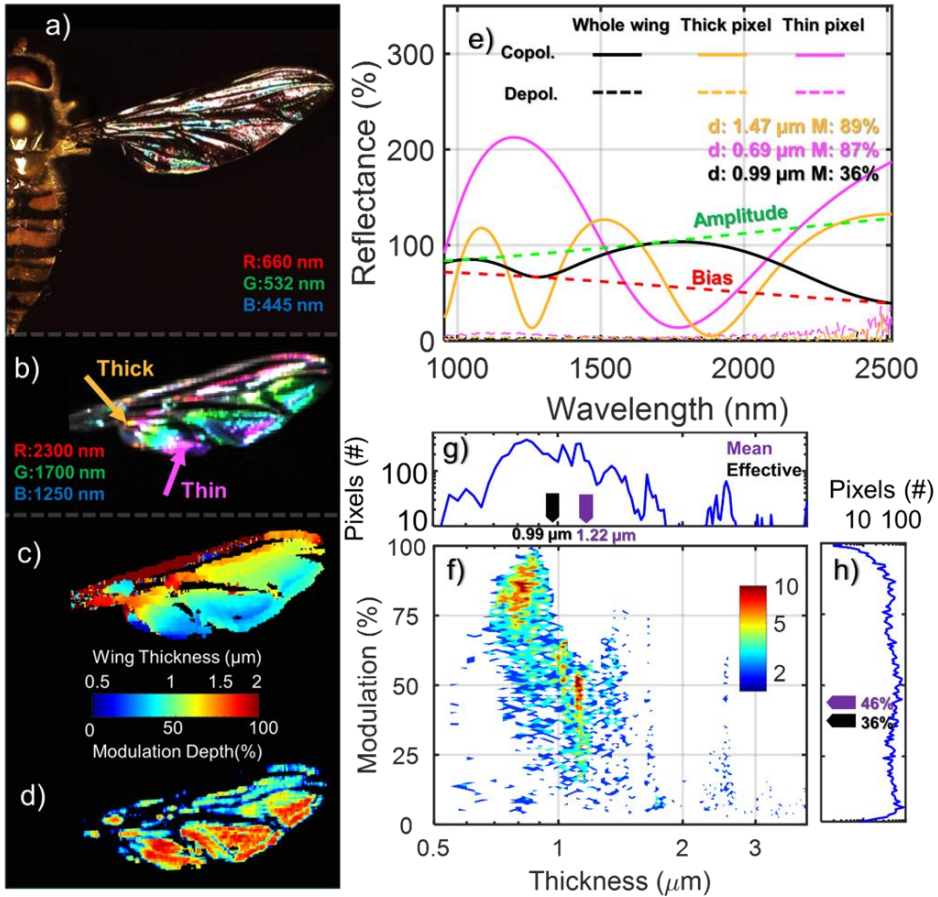 a)
R:660 nm
G:532 nm
B:445 nm
b)
Thick
R:2300 nm
G:1700 nm
B:1250 nm
Thin
c)
Wing Thickness (µm)
0.5 1 1.5 2
0 50 100
Modulation Depth(%)
d)
e)
Whole wing Thick pixel Thin pixel
Copol.
Depol.
d: 1.47 µm M: 89%
d: 0.69 µm M: 87%
d: 0.99 µm M: 36%
Amplitude
Bias
Reflectance (%)
300
200
100
0
1000 1500 2000 2500
Wavelength (nm)
g)
Mean
Effective
Pixels (#)
100
10
0.99 µm 1.22 µm
f)
10
5
2
Modulation (%)
100
75
50
25
0
0.5 1 2 3
Thickness (µm)
Pixels (#)
10 100
h)
46%
36%